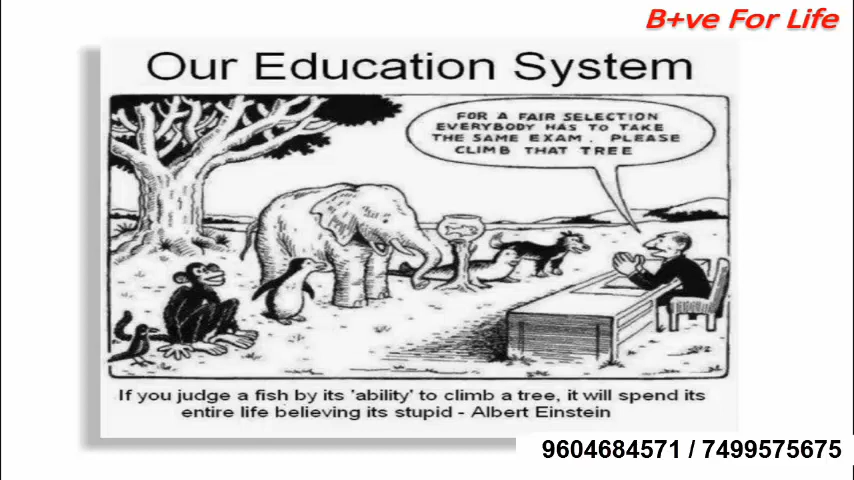 B+ve For Life
Our Education System
FOR A FAIR SELECTION
EVERYBODY HAS TO TAKE
THE SAME EXAM. PLEASE
CLIMB THAT TREE
If you judge a fish by its 'ability' to climb a tree, it will spend its
entire life believing its stupid - Albert Einstein
9604684571 / 7499575675